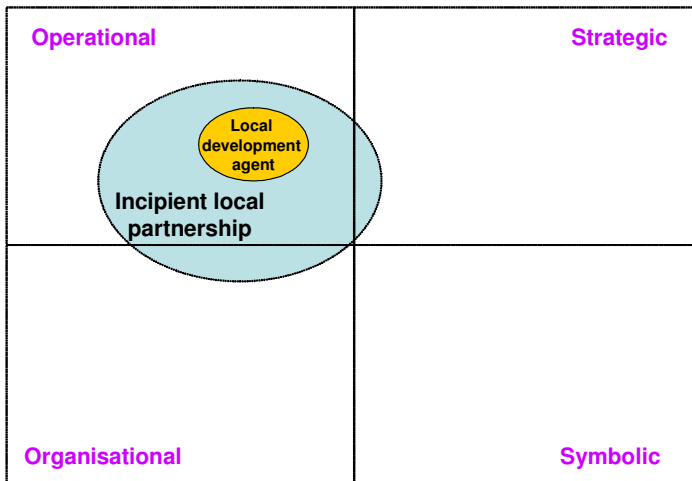 Operational
Strategic
Local
development
agent
Incipient local
partnership
Organisational
Symbolic